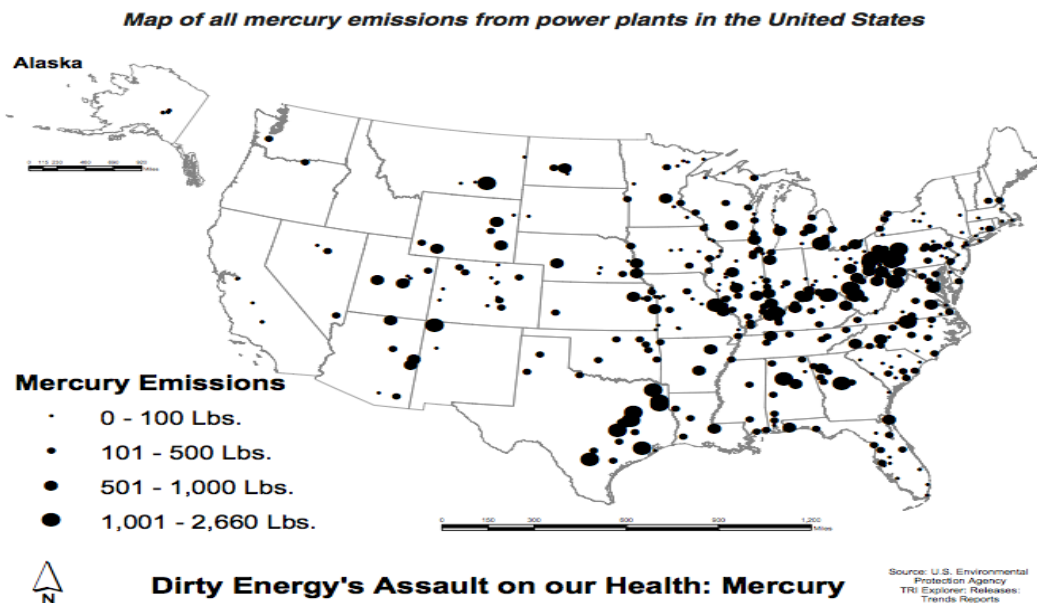 Map of all mercury emissions from power plants in the United States
Alaska
Miles
Mercury Emissions
0 - 100 Lbs.
101 - 500 Lbs.
501 - 1,000 Lbs.
1,001 - 2,660 Lbs.
0 150 300 600 900 1,200
Miles
N
Dirty Energy's Assault on our Health: Mercury
Source: U.S. Environmental
Protection Agency
TRI Explorer: Releases:
Trends Reports